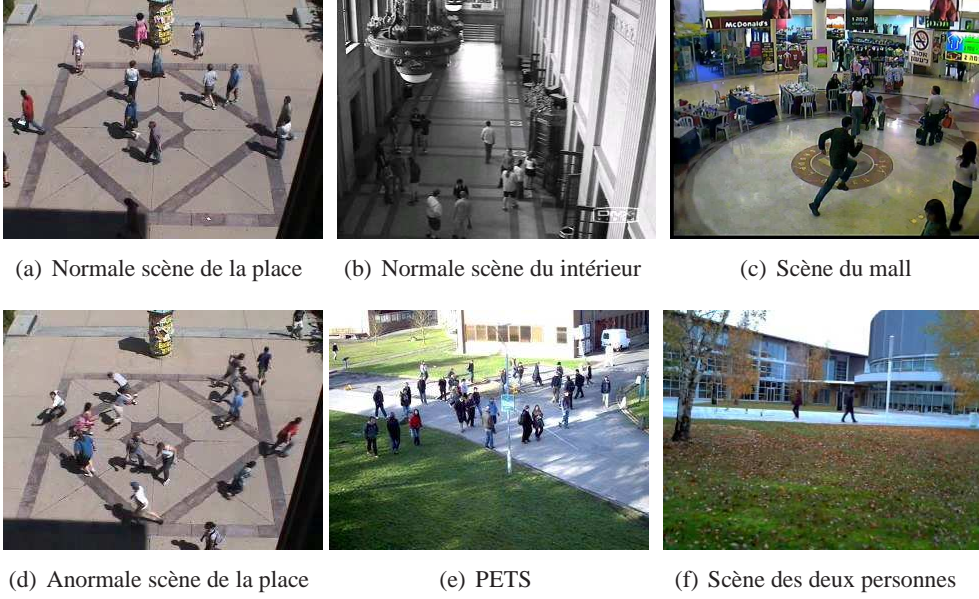 McDonald's
(a) Normale scène de la place
(b) Normale scène du intérieur
(c) Scène du mall
(d) Anormale scène de la place
(e) PETS
(f) Scène des deux personnes